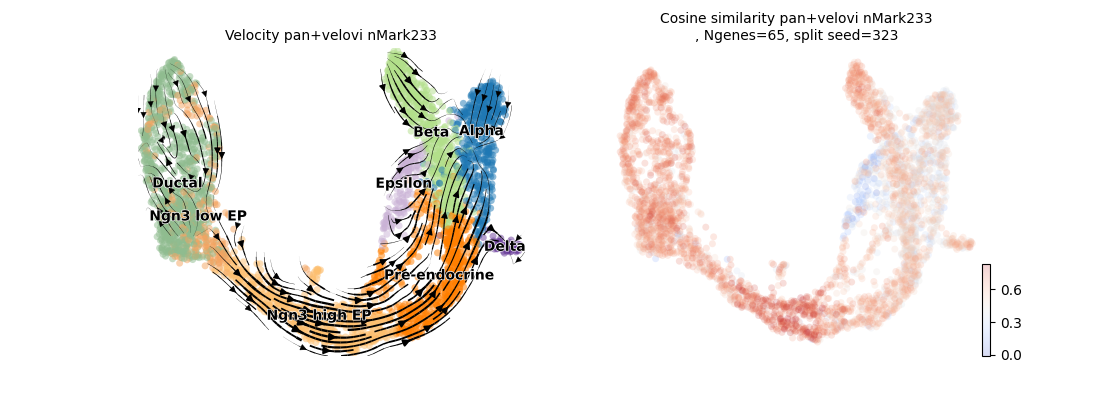 Velocity pan+velovi nMark233
Cosine similarity pan+velovi nMark233
, Ngenes=65, split seed=323
Beta
Alpha
Ductal
Epsilon
Ngn3 low EP
Delta
Pre-endocrine
Ngn3 high EP
0.6
0.3
0.0